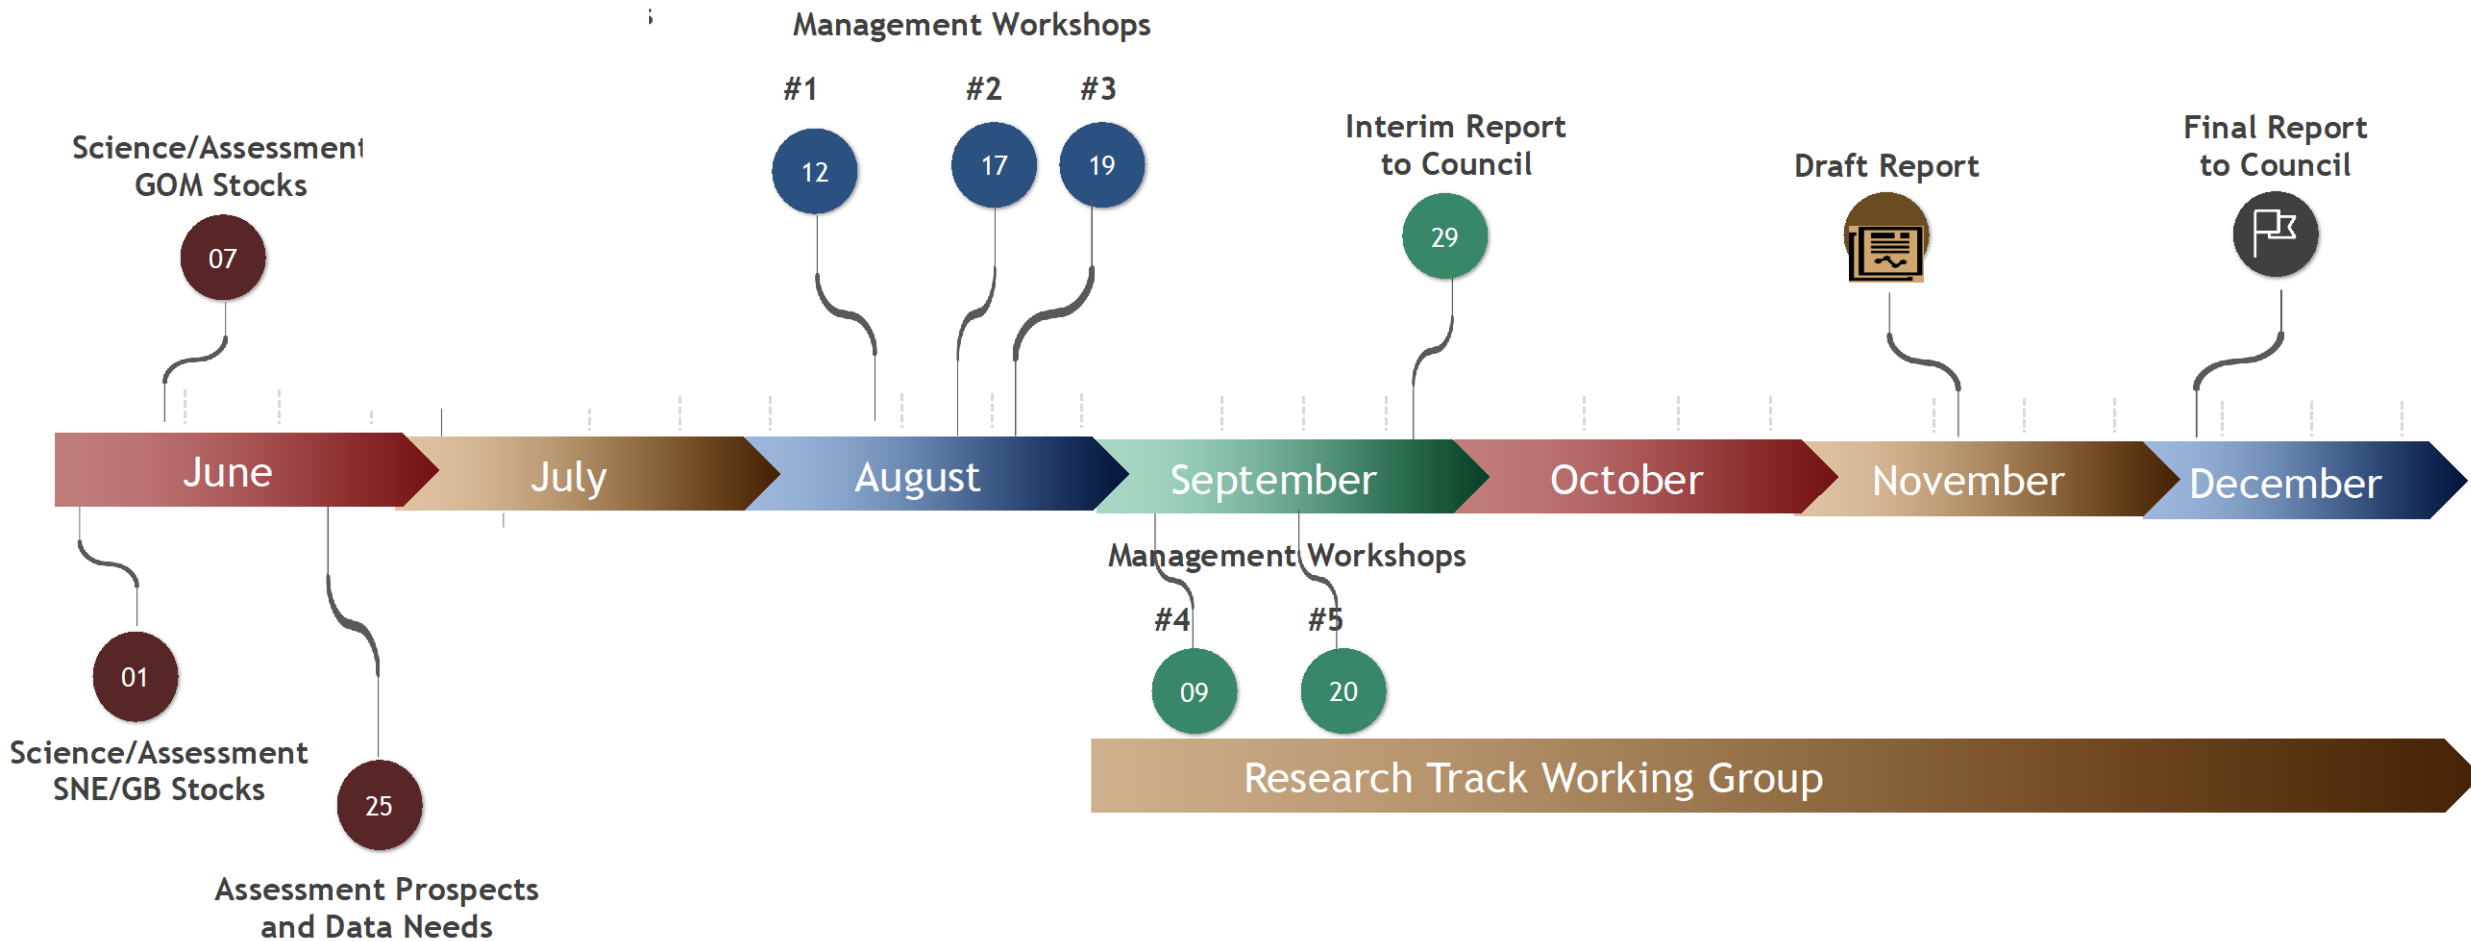 Management Workshops
#1
#2
#3
12
17
19
Science/Assessment
GOM Stocks
07
Interim Report
to Council
29
Draft Report
Final Report
to Council
June
July
August
September
October
November
December
Management Workshops
#4
#5
09
20
01
Science/Assessment
SNE/GB Stocks
25
Assessment Prospects
and Data Needs
Research Track Working Group